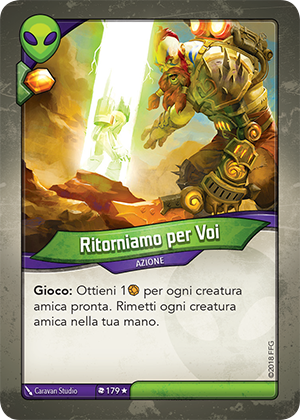 Ritorniamo per Voi
AZIONE
Gioco: Ottieni 1 per ogni creatura
amica pronta. Rimetti ogni creatura
amica nella tua mano.
Caravan Studio
179
©2018 FFG